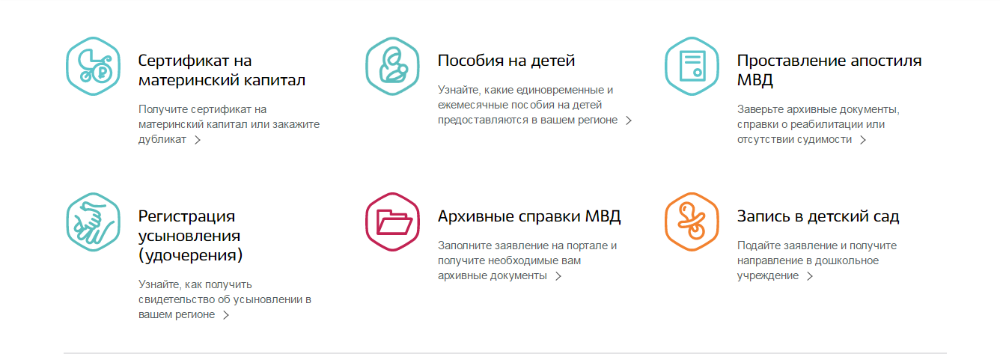 Сертификат на
материнский капитал
Получите сертификат на
материнский капитал или закажите
дубликат
Пособия на детей
Узнайте, какие единовременные и
ежемесячные пособия на детей
предоставляются в вашем регионе
Проставление апостиля
МВД
Заверьте архивные документы,
справки о реабилитации или
отсутствии судимости
Регистрация
усыновления
(удочерения)
Узнайте, как получить
свидетельство об усыновлении в
вашем регионе
Архивные справки МВД
Заполните заявление на портале и
получите необходимые вам
архивные документы
Запись в детский сад
Подайте заявление и получите
направление в дошкольное
учреждение